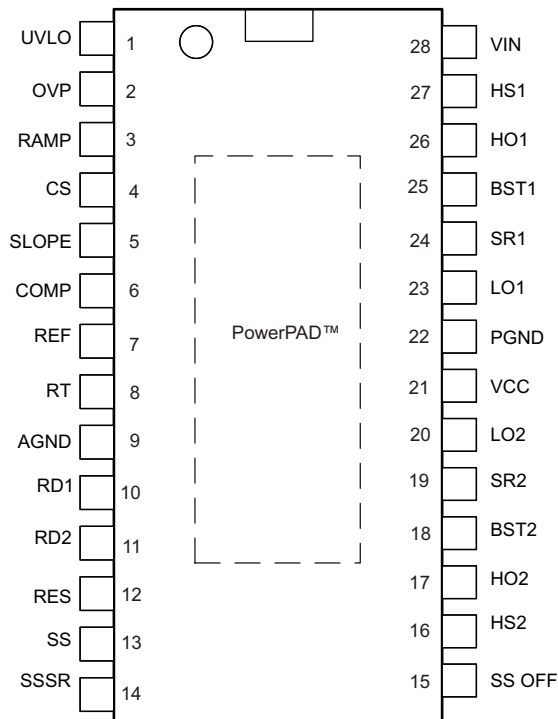 UVLO 1 28 VIN
OVP 2 27 HS1
RAMP 3 26 HO1
CS 4 25 BST1
SLOPE 5 24 SR1
COMP 6 23 LO1
REF 7 PowerPAD™ 22 PGND
RT 8 21 VCC
AGND 9 20 LO2
RD1 10 19 SR2
RD2 11 18 BST2
RES 12 17 HO2
SS 13 16 HS2
SSSR 14 15 SS OFF